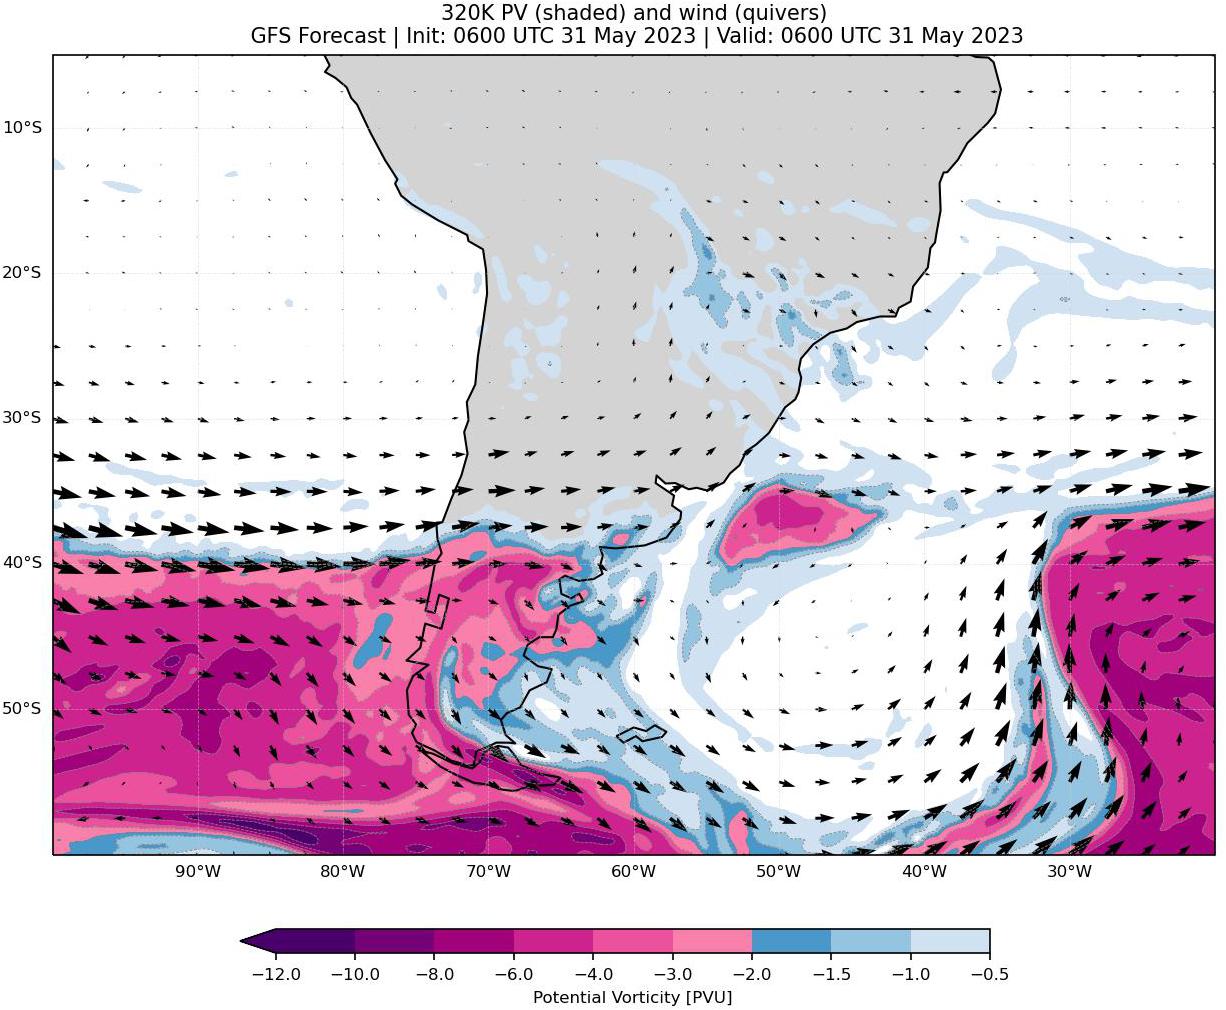 320K PV (shaded) and wind (quivers)
GFS Forecast | Init: 0600 UTC 31 May 2023 | Valid: 0600 UTC 31 May 2023
10°S
20°S
30°S
40°S
50°S
90°W 80°W 70°W 60°W 50°W 40°W 30°W
−12.0 −10.0 −8.0 −6.0 −4.0 −3.0 −2.0 −1.5 −1.0 −0.5
Potential Vorticity [PVU]